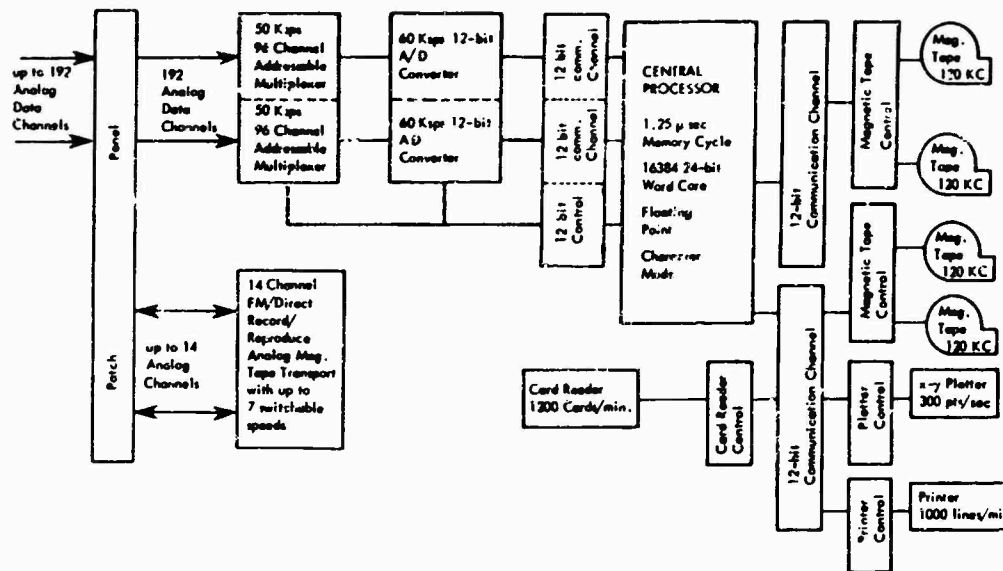 up to 192
Analog
Data
Channels
Panel
Patch
192
Analog
Data
Channels
50 Ksps
96 Channel
Addressable
Multiplexer
50 Ksps
96 Channel
Addressable
Multiplexer
60 Ksps 12-bit
A/D
Converter
60 Ksps 12-bit
AD
Converter
12 bit
comm.
Channel
12 bit
comm.
Channel
12 bit
Control
CENTRAL
PROCESSOR
1.25 μ sec
Memory Cycle
16384 24-bit
Word Core
Floating
Point
Character
Mode
12-bit
Communication Channel
Magnetic Tape
Control
Mag.
Tape
120 KC
Mag.
Tape
120 KC
Magnetic Tape
Control
Mag.
Tape
120 KC
Mag.
Tape
120 KC
up to 14
Analog
Channels
14 Channel
FM/Direct
Record/
Reproduce
Analog Mag.
Tape Transport
with up to
7 switchable
speeds
Card Reader
1200 Cards/min.
Card Reader
Control
12-bit
Communication Channel
Plotter
Control
x-y Plotter
300 pts/sec
Printer
Control
Printer
1000 lines/mi